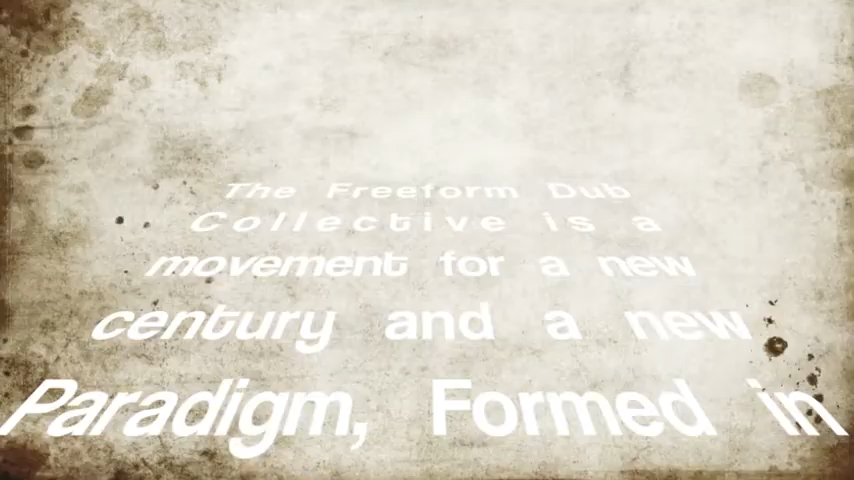 The Freeform Dub
Collective is a
movement for a new
century and a new
Paradigm, Formed in